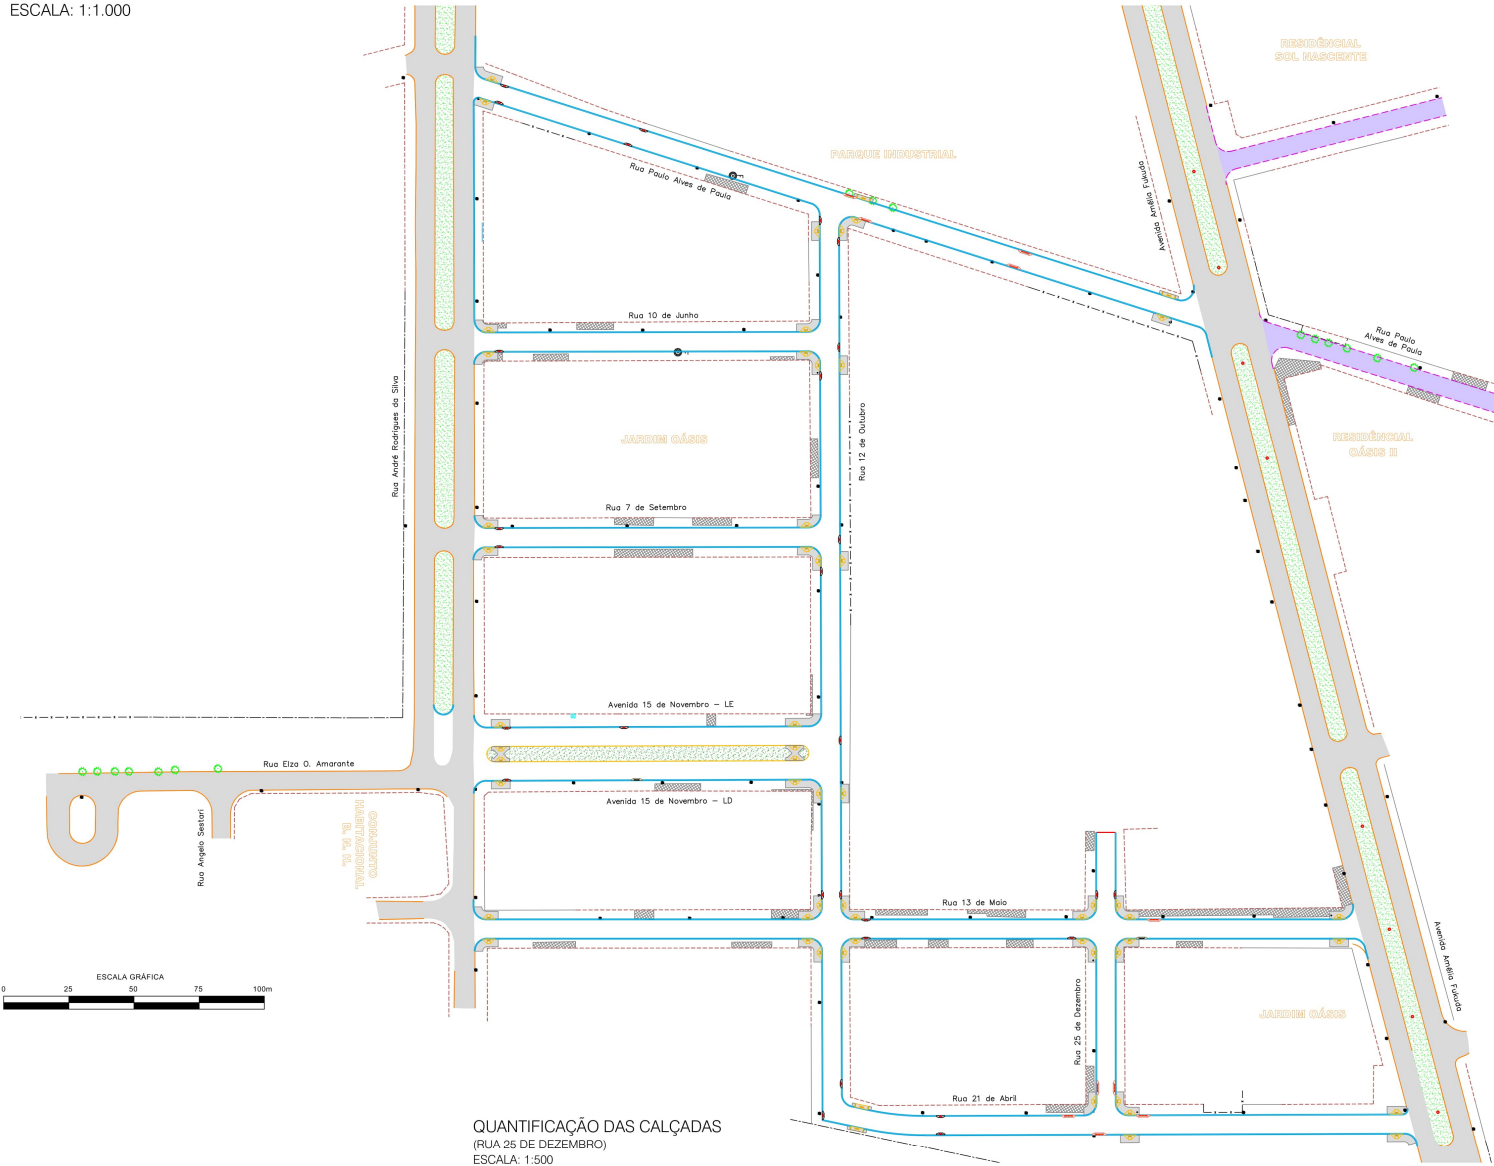 ESCALA: 1:1.000
RESIDÊNCIAL
SOL NASCENTE
PARQUE INDUSTRIAL
Avenida Amélia Fukuda
Rua Paulo Alves de Paula
Rua 10 de Junho
Rua Paulo
Alves de Paula
Rua André Rodrigues da Silva
JARDIM OÁSIS
Rua 12 de Outubro
RESIDÊNCIAL
OÁSIS II
Rua 7 de Setembro
Avenida 15 de Novembro – LE
Rua Elza O. Amarante
Avenida 15 de Novembro – LD
Rua Angelo Sestari
CONJUNTO
HABITACIONAL
B. N. H.
Rua 13 de Maio
Avenida Amélia Fukuda
ESCALA GRÁFICA
0 25 50 75 100m
Rua 25 de Dezembro
JARDIM OÁSIS
Rua 21 de Abril
QUANTIFICAÇÃO DAS CALÇADAS
(RUA 25 DE DEZEMBRO)
ESCALA: 1:500